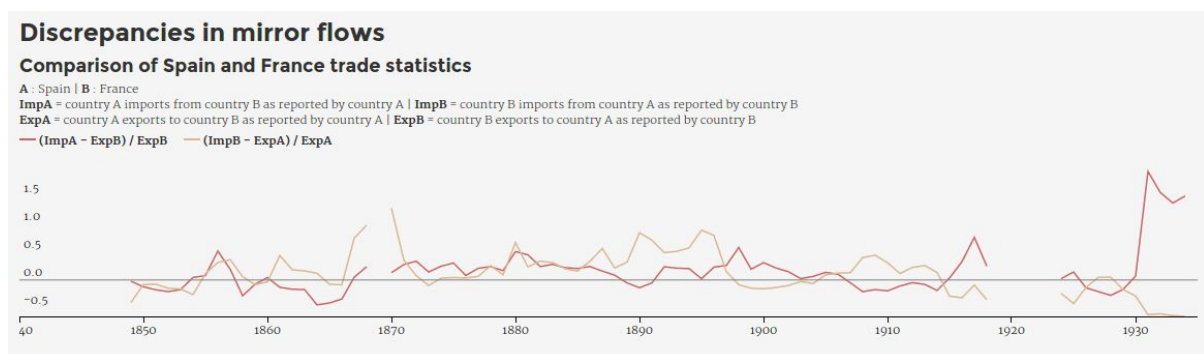 Discrepancies in mirror flows
Comparison of Spain and France trade statistics
A : Spain | B : France
ImpA = country A imports from country B as reported by country A | ImpB = country B imports from country A as reported by country B
ExpA = country A exports to country B as reported by country A | ExpB = country B exports to country A as reported by country B
(ImpA - ExpB) / ExpB (ImpB - ExpA) / ExpA
1.5
1.0
0.5
0.0
-0.5
40 1850 1860 1870 1880 1890 1900 1910 1920 1930